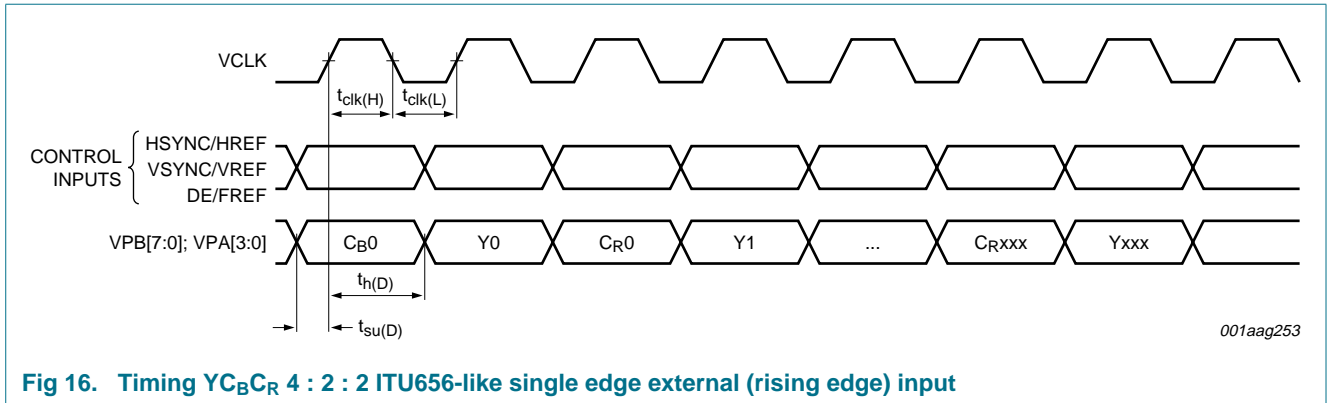 VCLK
tclk(H) tclk(L)
CONTROL INPUTS
HSYNC/HREF
VSYNC/VREF
DE/FREF
VPB[7:0]; VPA[3:0] CB0 Y0 CR0 Y1 ... CRxxx Yxxx
th(D)
tsu(D)
001aag253
Fig 16. Timing YCBCR 4 : 2 : 2 ITU656-like single edge external (rising edge) input